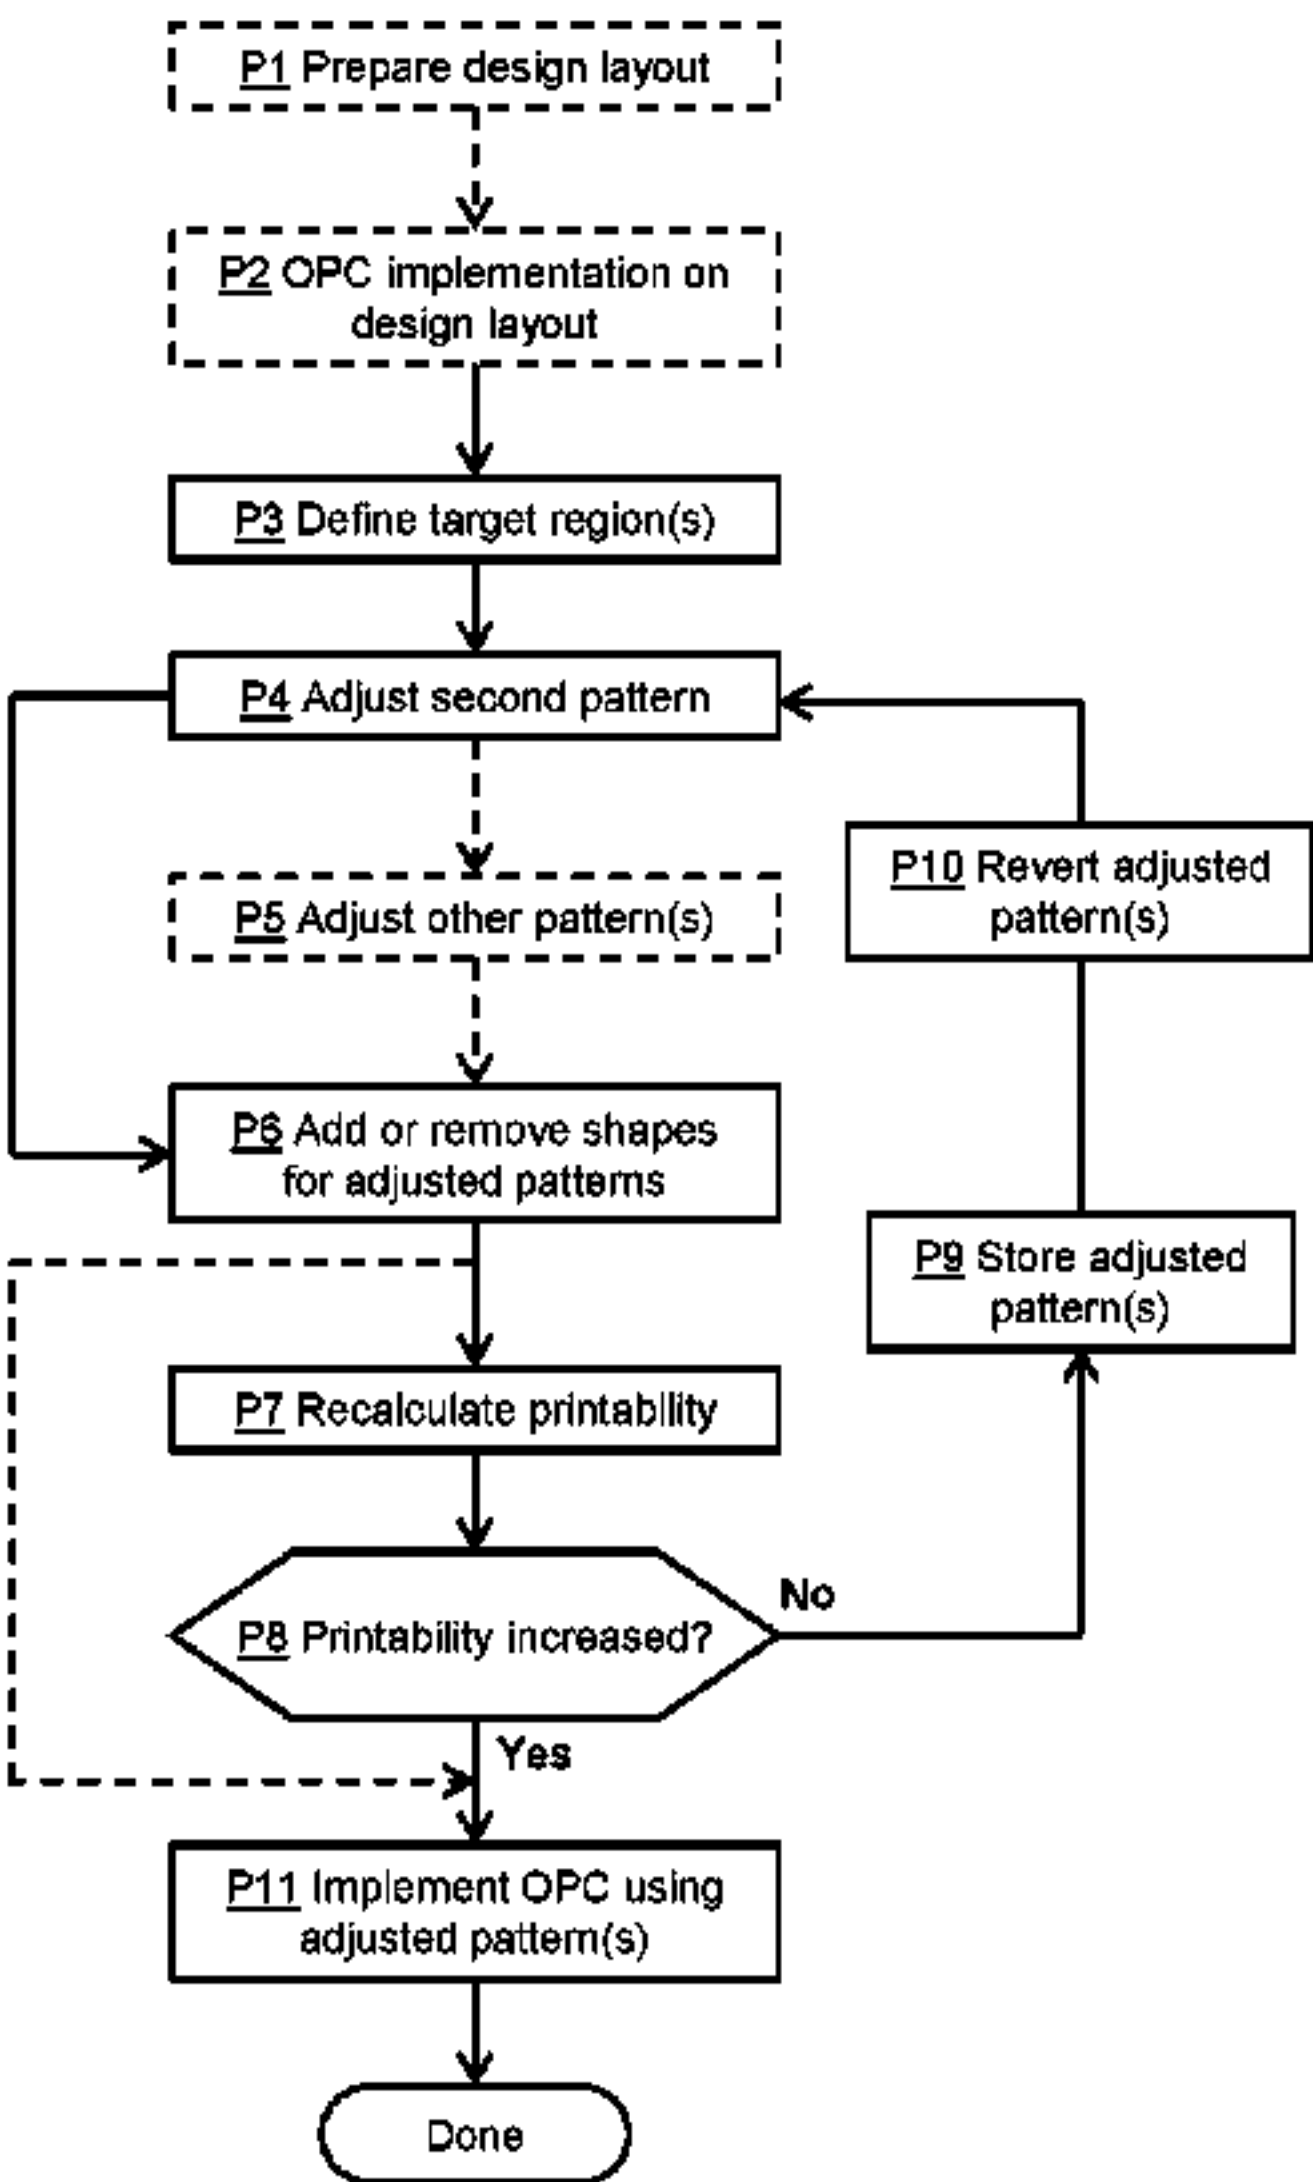 P1 Prepare design layout
P2 OPC implementation on
design layout
P3 Define target region(s)
P4 Adjust second pattern
P10 Revert adjusted
pattern(s)
P5 Adjust other pattern(s)
P6 Add or remove shapes
for adjusted patterns
P9 Store adjusted
pattern(s)
P7 Recalculate printability
No
P8 Printability increased?
Yes
P11 Implement OPC using
adjusted pattern(s)
Done